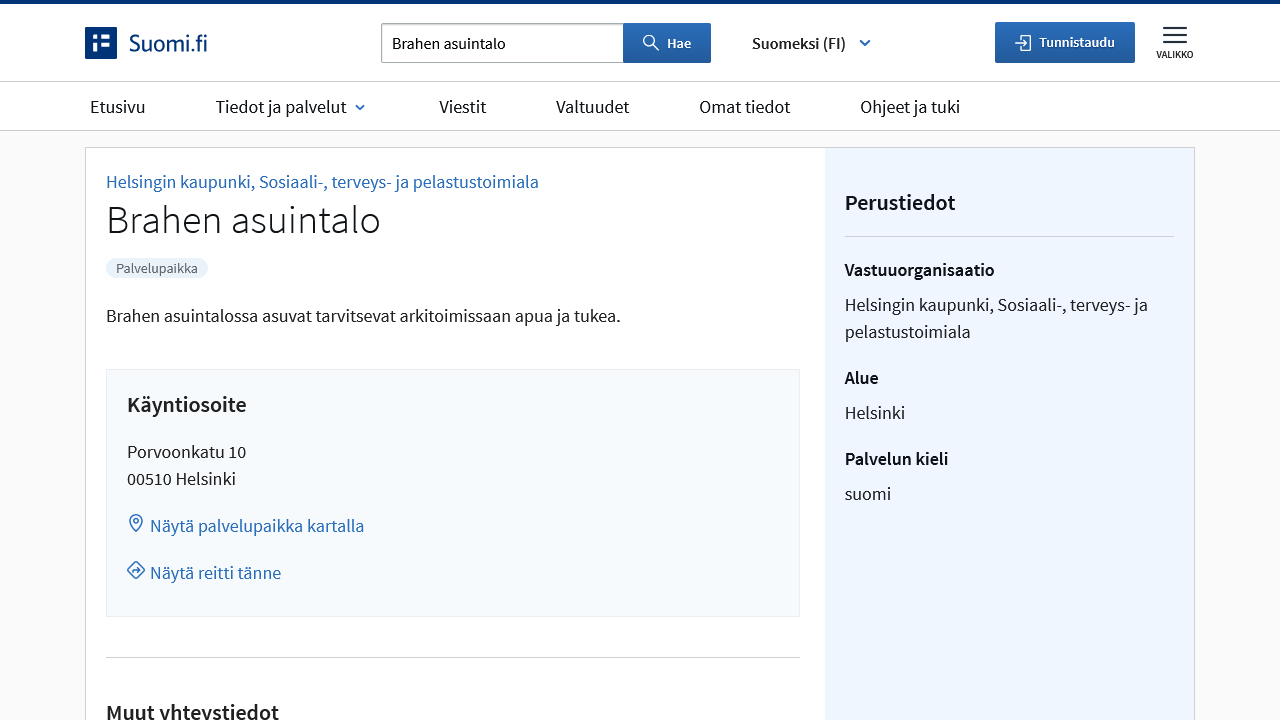 Suomi.fi
Brahen asuintalo
Hae
Suomeksi (FI)
Tunnistaudu
VALIKKO
Etusivu
Tiedot ja palvelut
Viestit
Valtuudet
Omat tiedot
Ohjeet ja tuki
Helsingin kaupunki, Sosiaali-, terveys- ja pelastustoimiala
Brahen asuintalo
Palvelupaikka
Brahen asuintalossa asuvat tarvitsevat arkitoimissaan apua ja tukea.
Käyntiosoite
Porvoonkatu 10
00510 Helsinki
Näytä palvelupaikka kartalla
Näytä reitti tänne
Muut yhteystiedot
Perustiedot
Vastuuorganisaatio
Helsingin kaupunki, Sosiaali-, terveys- ja
pelastustoimiala
Alue
Helsinki
Palvelun kieli
suomi